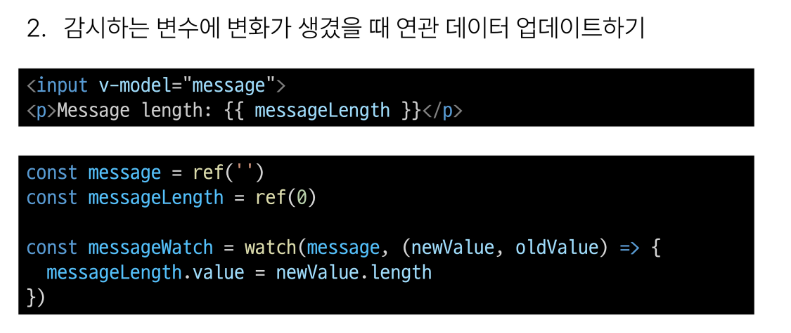 2. 감시하는 변수에 변화가 생겼을 때 연관 데이터 업데이트하기
<input v-model="message">
<p>Message length: {{ messageLength }}</p>
const message = ref('')
const messageLength = ref(0)
const messageWatch = watch(message, (newValue, oldValue) => {
  messageLength.value = newValue.length
})